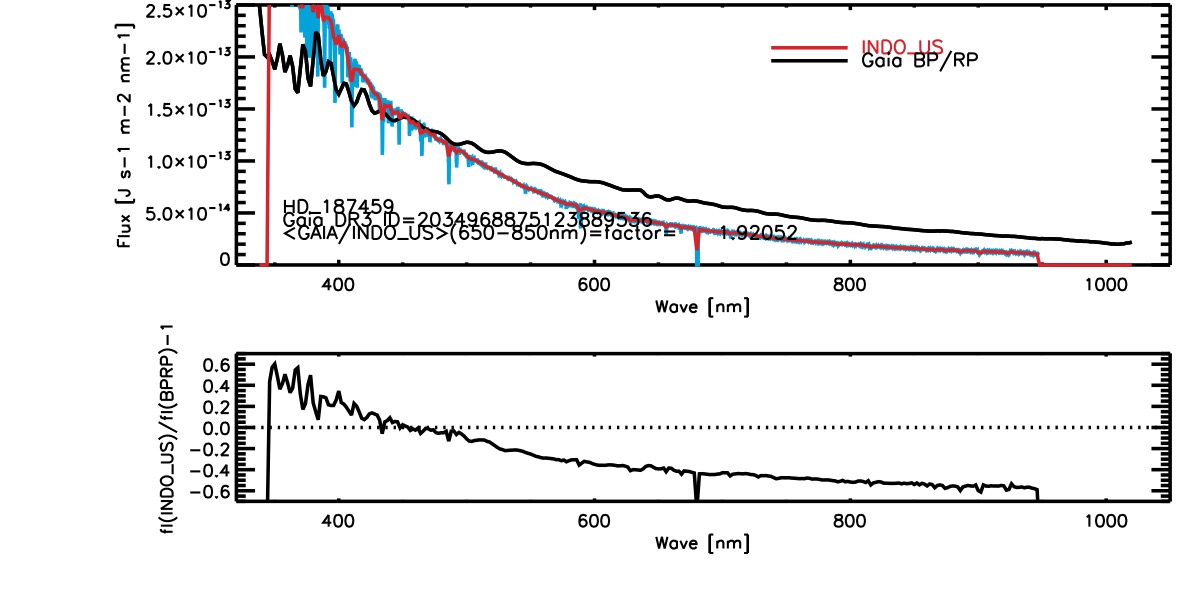 2.5×10−13
2.0×10−13
1.5×10−13
1.0×10−13
5.0×10−14
0
Flux [J s−1 m−2 nm−1]
INDO_US
Gaia BP/RP
HD_187459
Gaia DR3 ID=2034968875123889536
<GAIA/INDO_US>(650−850nm)=factor= 1.92052
400 600 800 1000
Wave [nm]
fl(INDO_US)/fl(BPRP)−1
0.6
0.4
0.2
0.0
−0.2
−0.4
−0.6
400 600 800 1000
Wave [nm]